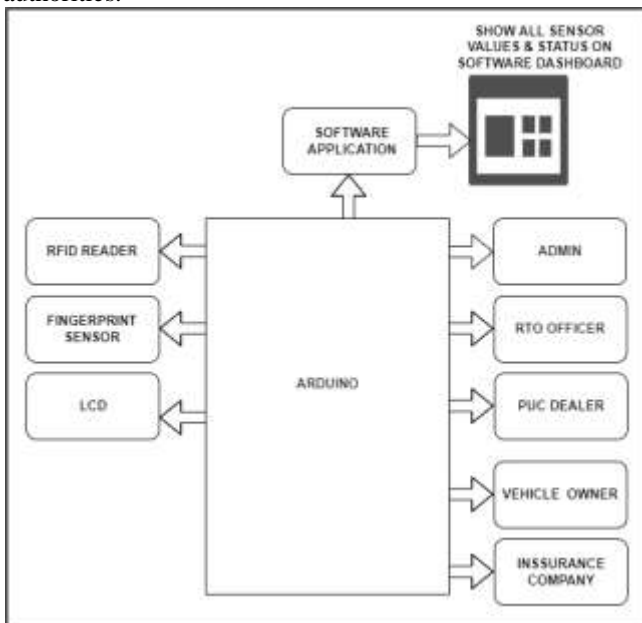 authorities.
SHOW ALL SENSOR
VALUES & STATUS ON
SOFTWARE DASHBOARD
SOFTWARE
APPLICATION
RFID READER
ADMIN
FINGERPRINT
SENSOR
RTO OFFICER
ARDUINO
LCD
PUC DEALER
VEHICLE OWNER
INSSURANCE
COMPANY